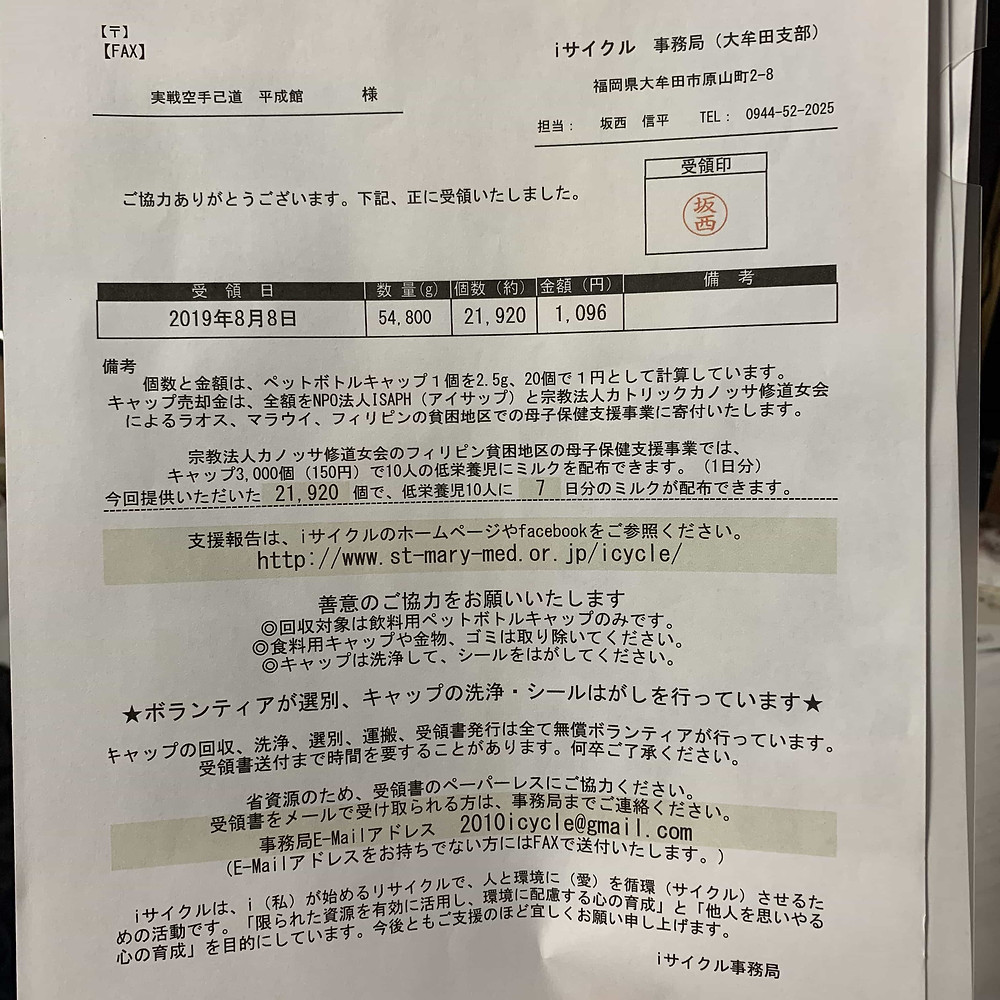 【〒】
【FAX】
iサイクル　事務局（大牟田支部）
福岡県大牟田市原山町2-8
実戦空手己道　平成館　　　様
担当：　坂西　信平　　TEL：　0944-52-2025
受領印
坂西
ご協力ありがとうございます。下記、正に受領いたしました。
受　領　日　数　量(g)　個数（約）　金額（円）　備　考
2019年8月8日　54,800　21,920　1,096
備考
個数と金額は、ペットボトルキャップ１個を2.5g、20個で１円として計算しています。
キャップ売却金は、全額をNPO法人ISAPH（アイサップ）と宗教法人カトリックカノッサ修道女会
によるラオス、マラウイ、フィリピンの貧困地区での母子保健支援事業に寄付いたします。
宗教法人カノッサ修道女会のフィリピン貧困地区の母子保健支援事業では、
キャップ3,000個（150円）で10人の低栄養児にミルクを配布できます。（1日分）
今回提供いただいた　21,920　個で、低栄養児10人に　7　日分のミルクが配布できます。
支援報告は、iサイクルのホームページやfacebookをご参照ください。
http://www.st-mary-med.or.jp/icycle/
善意のご協力をお願いいたします
◎回収対象は飲料用ペットボトルキャップのみです。
◎食料用キャップや金物、ゴミは取り除いてください。
◎キャップは洗浄して、シールをはがしてください。
★ボランティアが選別、キャップの洗浄・シールはがしを行っています★
キャップの回収、洗浄、選別、運搬、受領書発行は全て無償ボランティアが行っています。
受領書送付まで時間を要することがあります。何卒ご了承ください。
省資源のため、受領書のペーパーレスにご協力ください。
受領書をメールで受け取られる方は、事務局までご連絡ください。
事務局E-Mailアドレス　2010icycle@gmail.com
（E-Mailアドレスをお持ちでない方にはFAXで送付いたします。）
iサイクルは、i（私）が始めるリサイクルで、人と環境に（愛）を循環（サイクル）させるた
めの活動です。「限られた資源を有効に活用し、環境に配慮する心の育成」と「他人を思いやる
心の育成」を目的にしています。今後ともご支援のほど宜しくお願い申し上げます。
iサイクル事務局